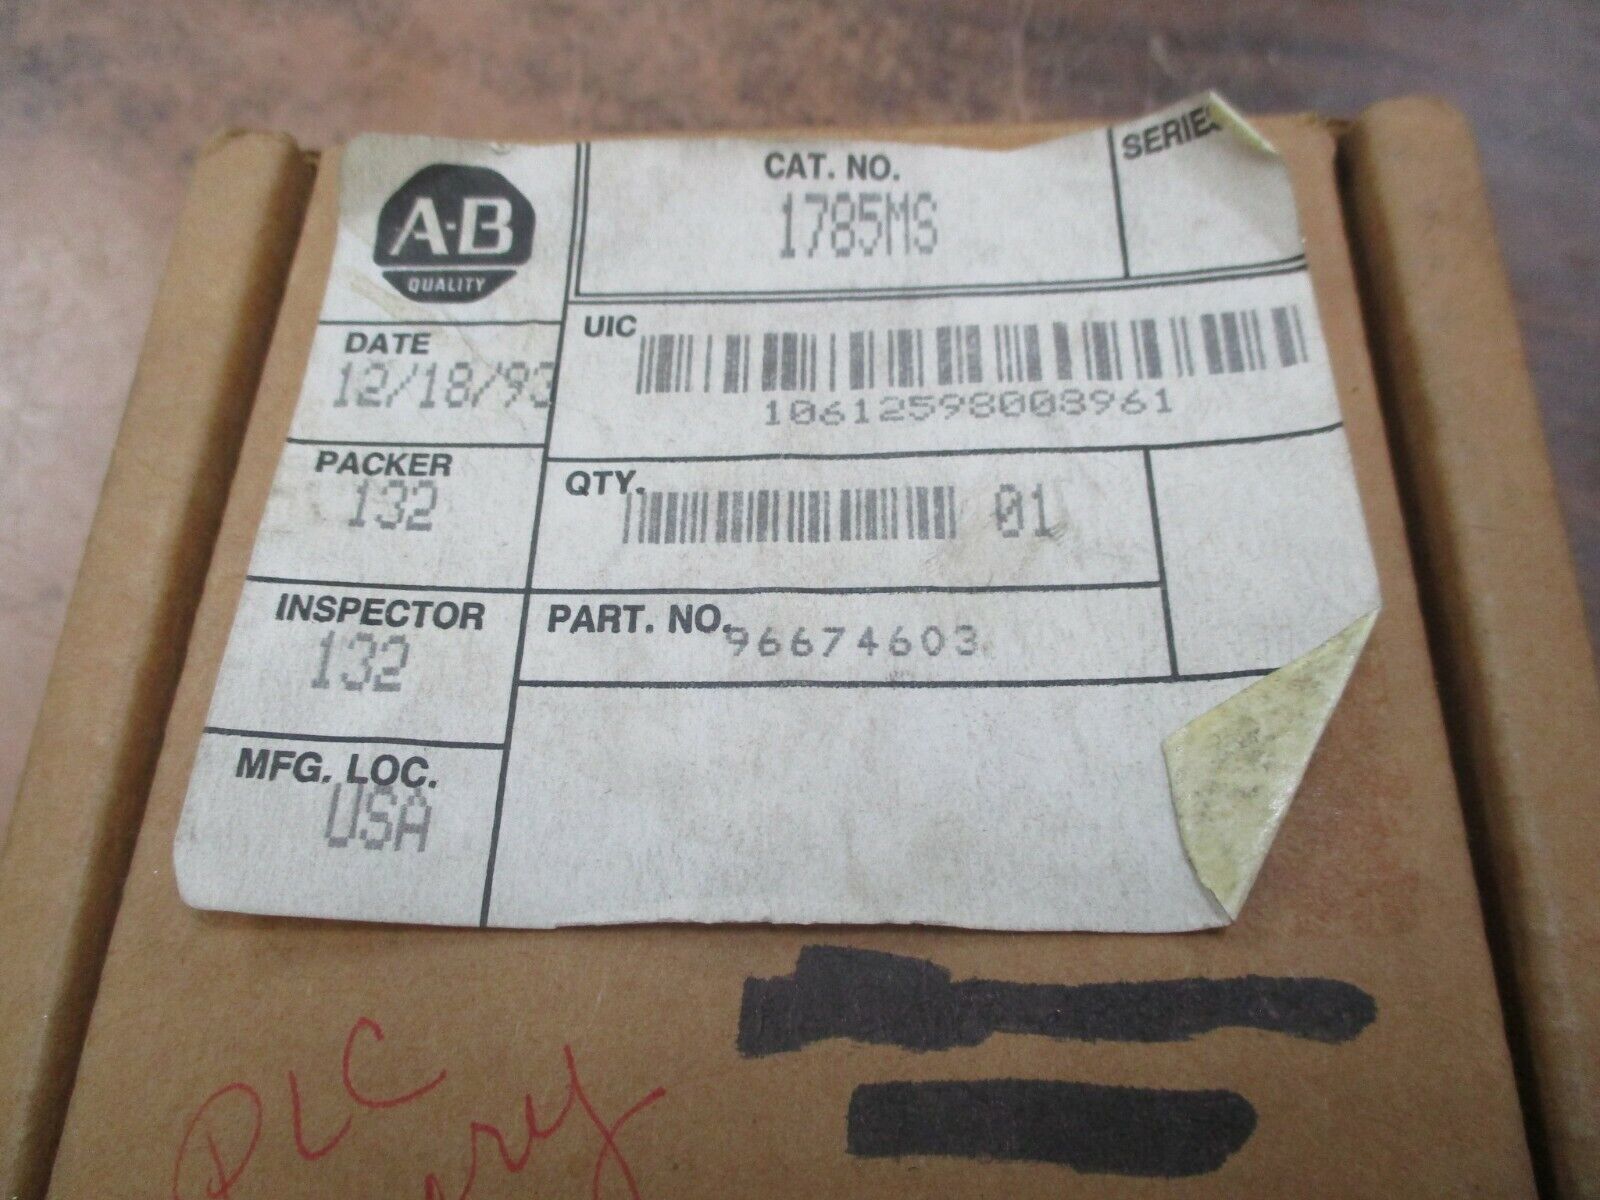 A-B
QUALITY
CAT. NO.
1785MS
SERIES
DATE
12/18/93
UIC
10612598008961
PACKER
132
QTY.
01
INSPECTOR
132
PART. NO.
96674603
MFG. LOC.
USA
PLC